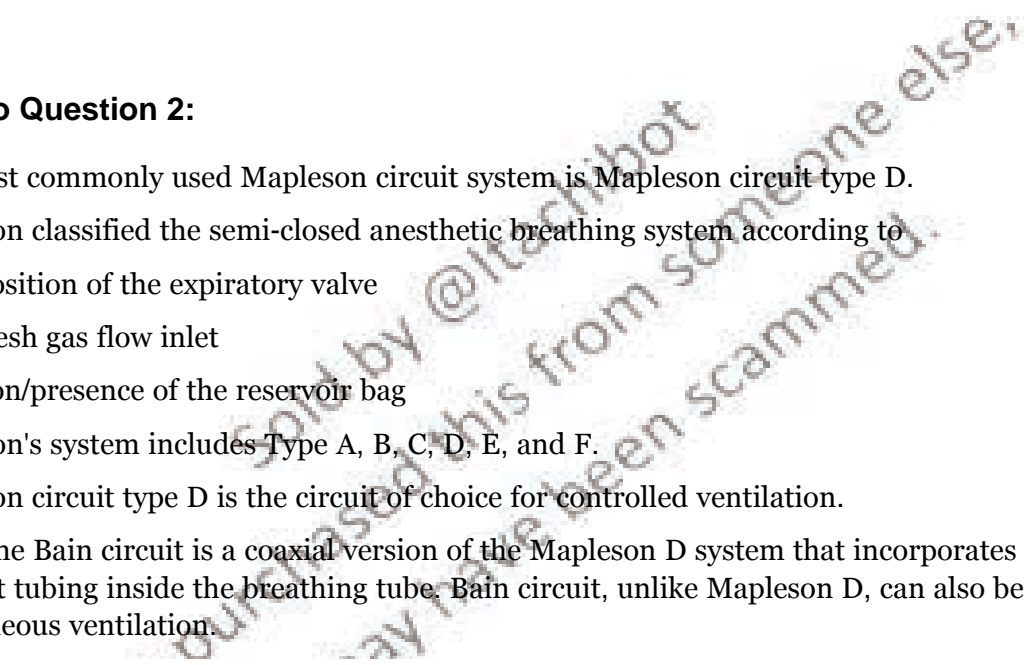 o Question 2:
st commonly used Mapleson circuit system is Mapleson circuit type D.
on classified the semi-closed anesthetic breathing system according to
osition of the expiratory valve
esh gas flow inlet
on/presence of the reservoir bag
on's system includes Type A, B, C, D, E, and F.
on circuit type D is the circuit of choice for controlled ventilation.
ne Bain circuit is a coaxial version of the Mapleson D system that incorporates
t tubing inside the breathing tube. Bain circuit, unlike Mapleson D, can also be
eous ventilation.
Sold by @Itachibot
purchased this from someone else,
may have been scammed.